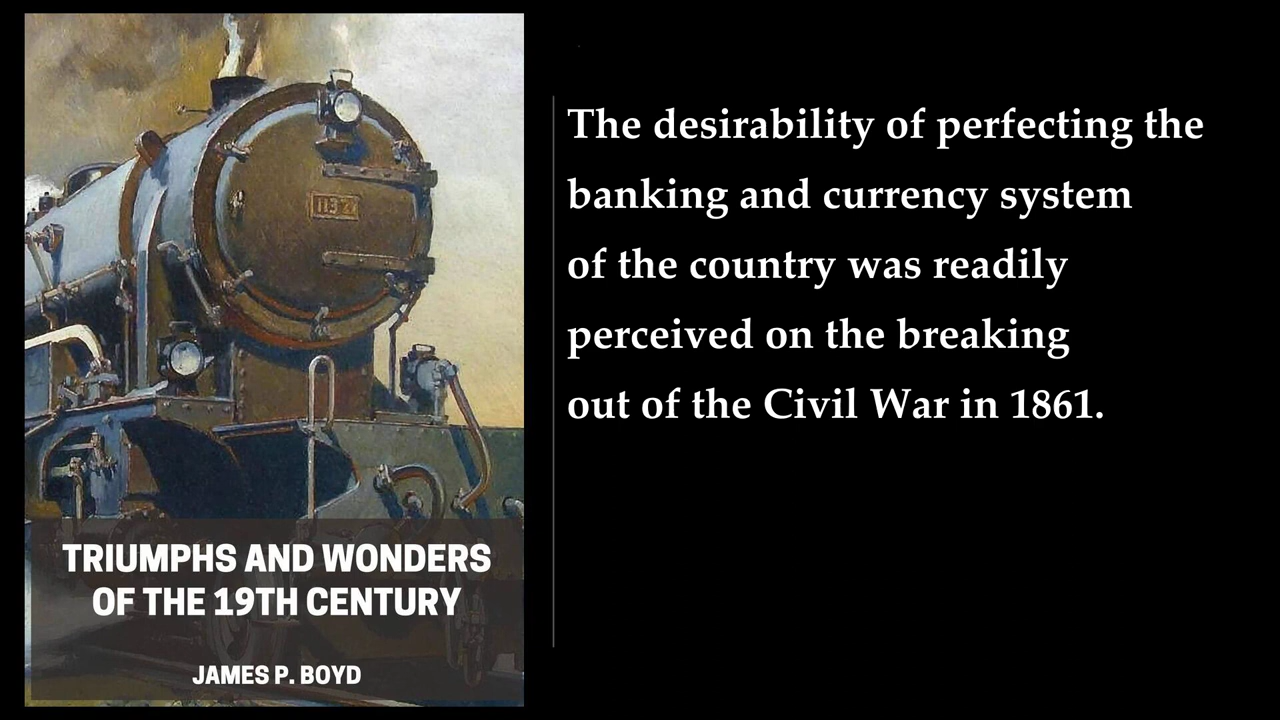 The desirability of perfecting the
banking and currency system
of the country was readily
perceived on the breaking
out of the Civil War in 1861.
TRIUMPHS AND WONDERS
OF THE 19TH CENTURY
JAMES P. BOYD